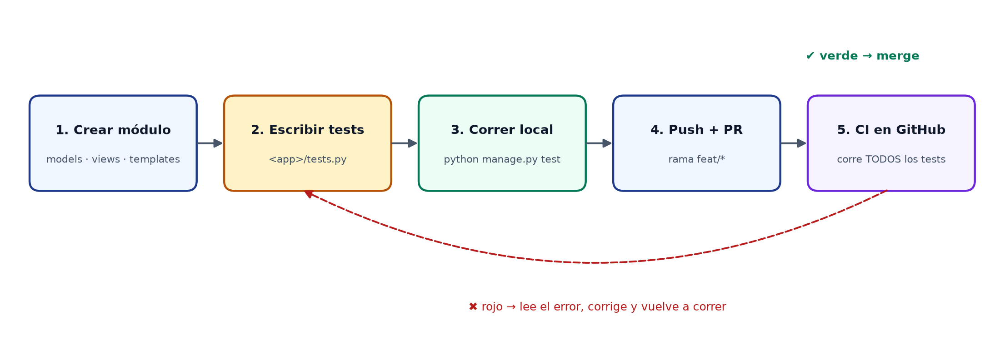 ✔ verde → merge
1. Crear módulo
models · views · templates
2. Escribir tests
<app>/tests.py
3. Correr local
python manage.py test
4. Push + PR
rama feat/*
5. CI en GitHub
corre TODOS los tests
✖ rojo → lee el error, corrige y vuelve a correr